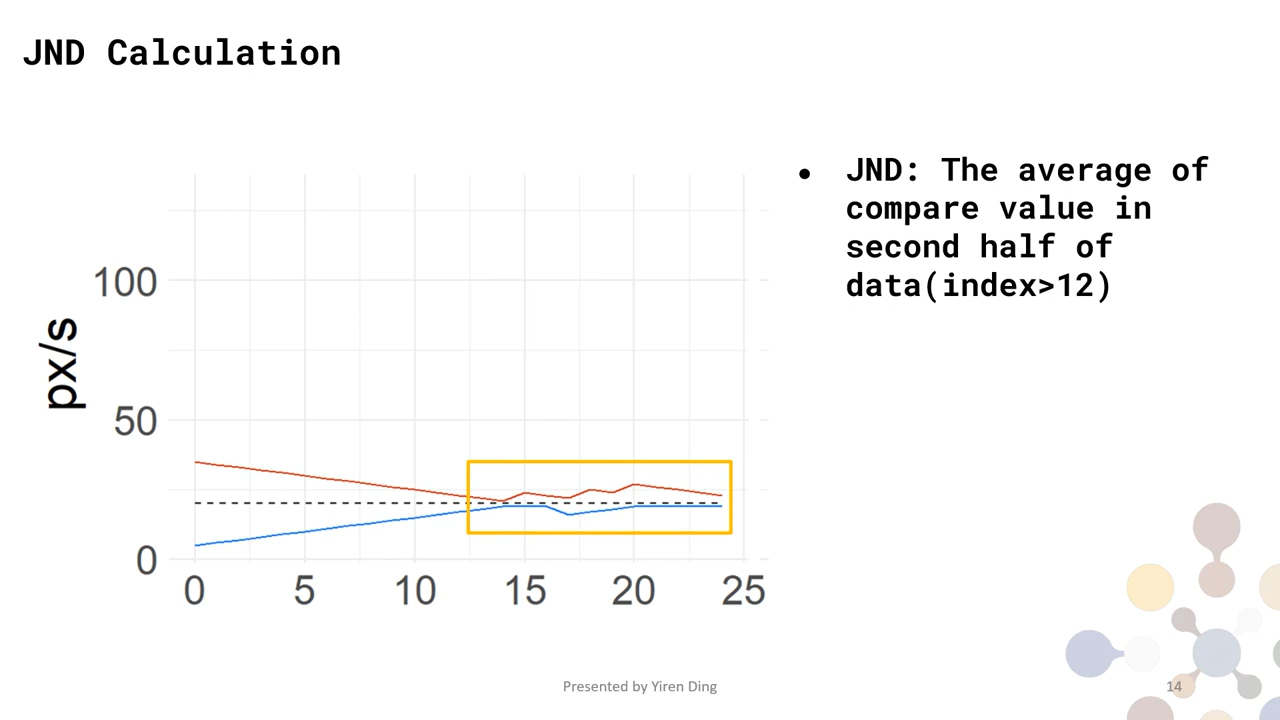 JND Calculation
● JND: The average of
compare value in
second half of
data(index>12)
px/s
100
50
0
0 5 10 15 20 25
Presented by Yiren Ding
14